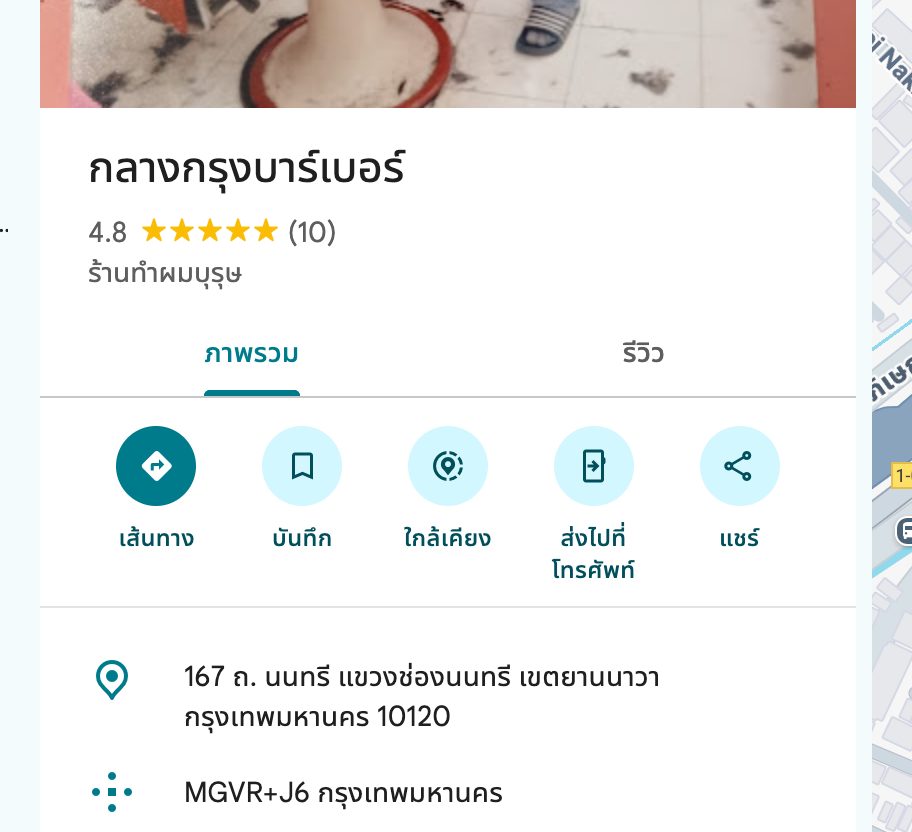 กลางกรุงบาร์เบอร์
4.8 ★★★★★ (10)
ร้านทำผมบุรุษ
ภาพรวม
รีวิว
เส้นทาง
บันทึก
ใกล้เคียง
ส่งไปที่
โทรศัพท์
แชร์
167 ถ. นนทรี แขวงช่องนนทรี เขตยานนาวา
กรุงเทพมหานคร 10120
MGVR+J6 กรุงเทพมหานคร